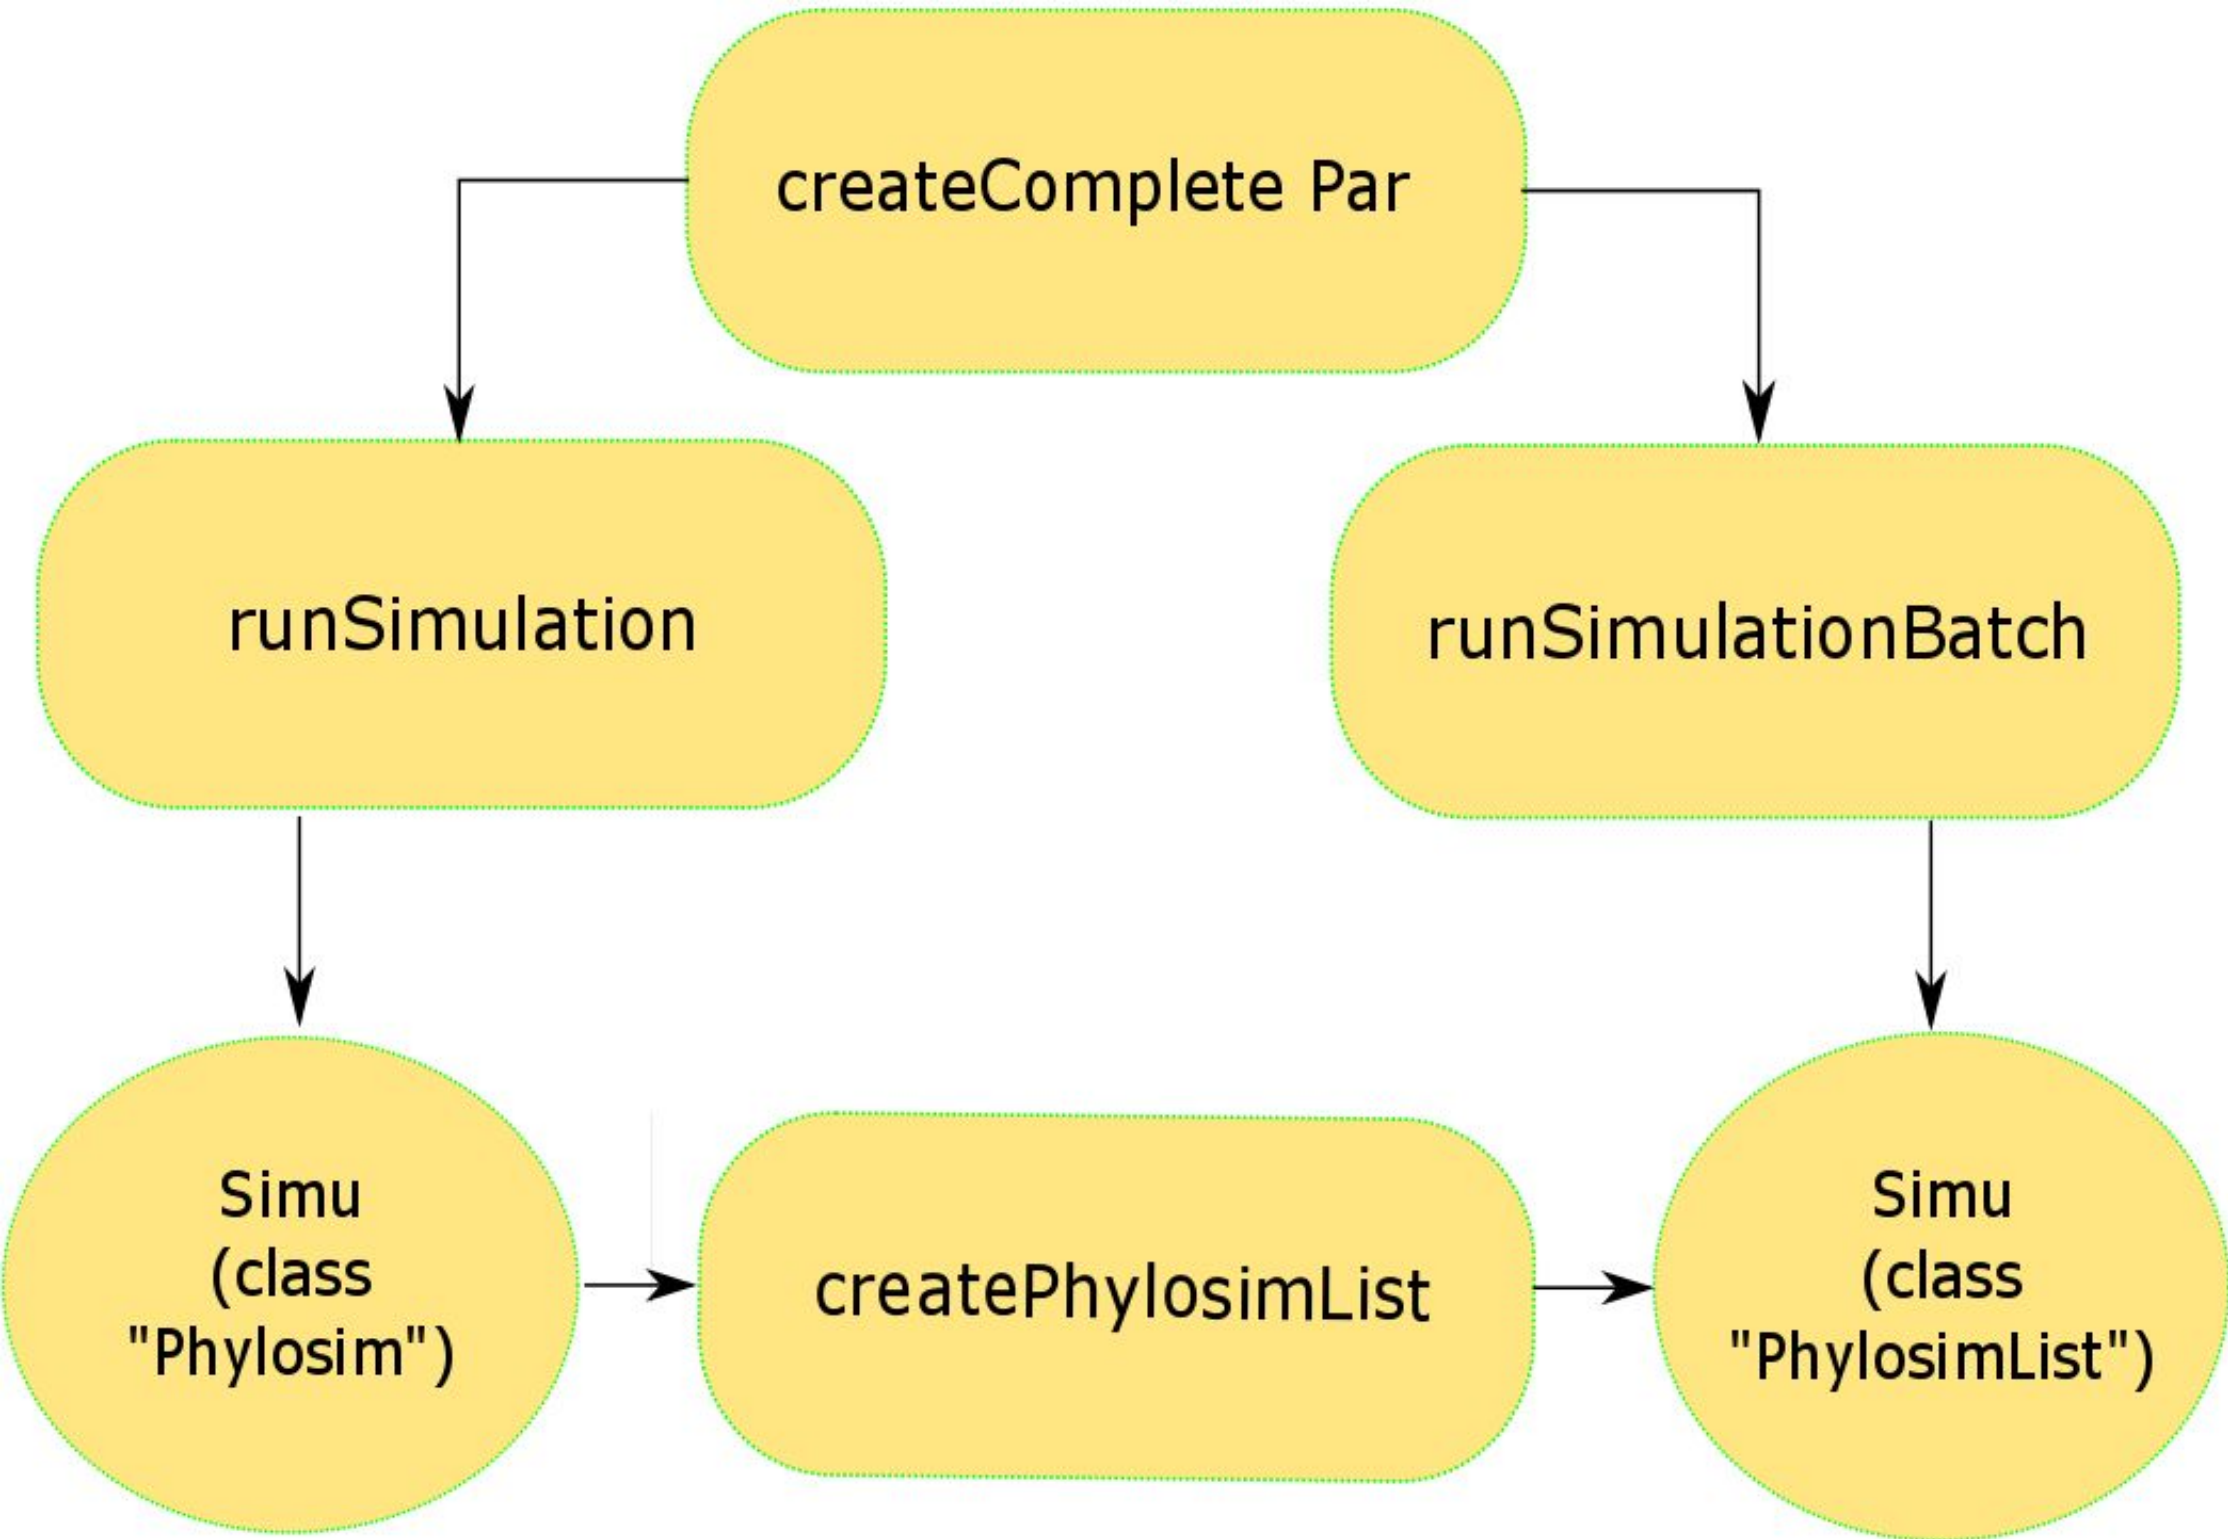 createComplete Par
runSimulation
runSimulationBatch
Simu
(class
"Phylosim")
createPhylosimList
Simu
(class
"PhylosimList")